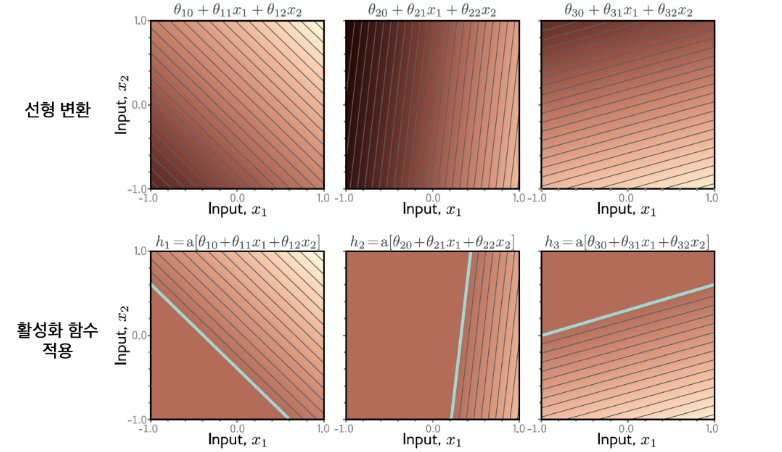 θ₁₀ + θ₁₁x₁ + θ₁₂x₂
θ₂₀ + θ₂₁x₁ + θ₂₂x₂
θ₃₀ + θ₃₁x₁ + θ₃₂x₂
선형 변환
Input, x₂
1.0
0.0
-1.0
-1.0 0.0 1.0
-1.0 0.0 1.0
-1.0 0.0 1.0
Input, x₁
Input, x₁
Input, x₁
h₁=a[θ₁₀+θ₁₁x₁+θ₁₂x₂]
h₂=a[θ₂₀+θ₂₁x₁+θ₂₂x₂]
h₃=a[θ₃₀+θ₃₁x₁+θ₃₂x₂]
활성화 함수
적용
Input, x₂
1.0
0.0
-1.0
-1.0 0.0 1.0
-1.0 0.0 1.0
-1.0 0.0 1.0
Input, x₁
Input, x₁
Input, x₁